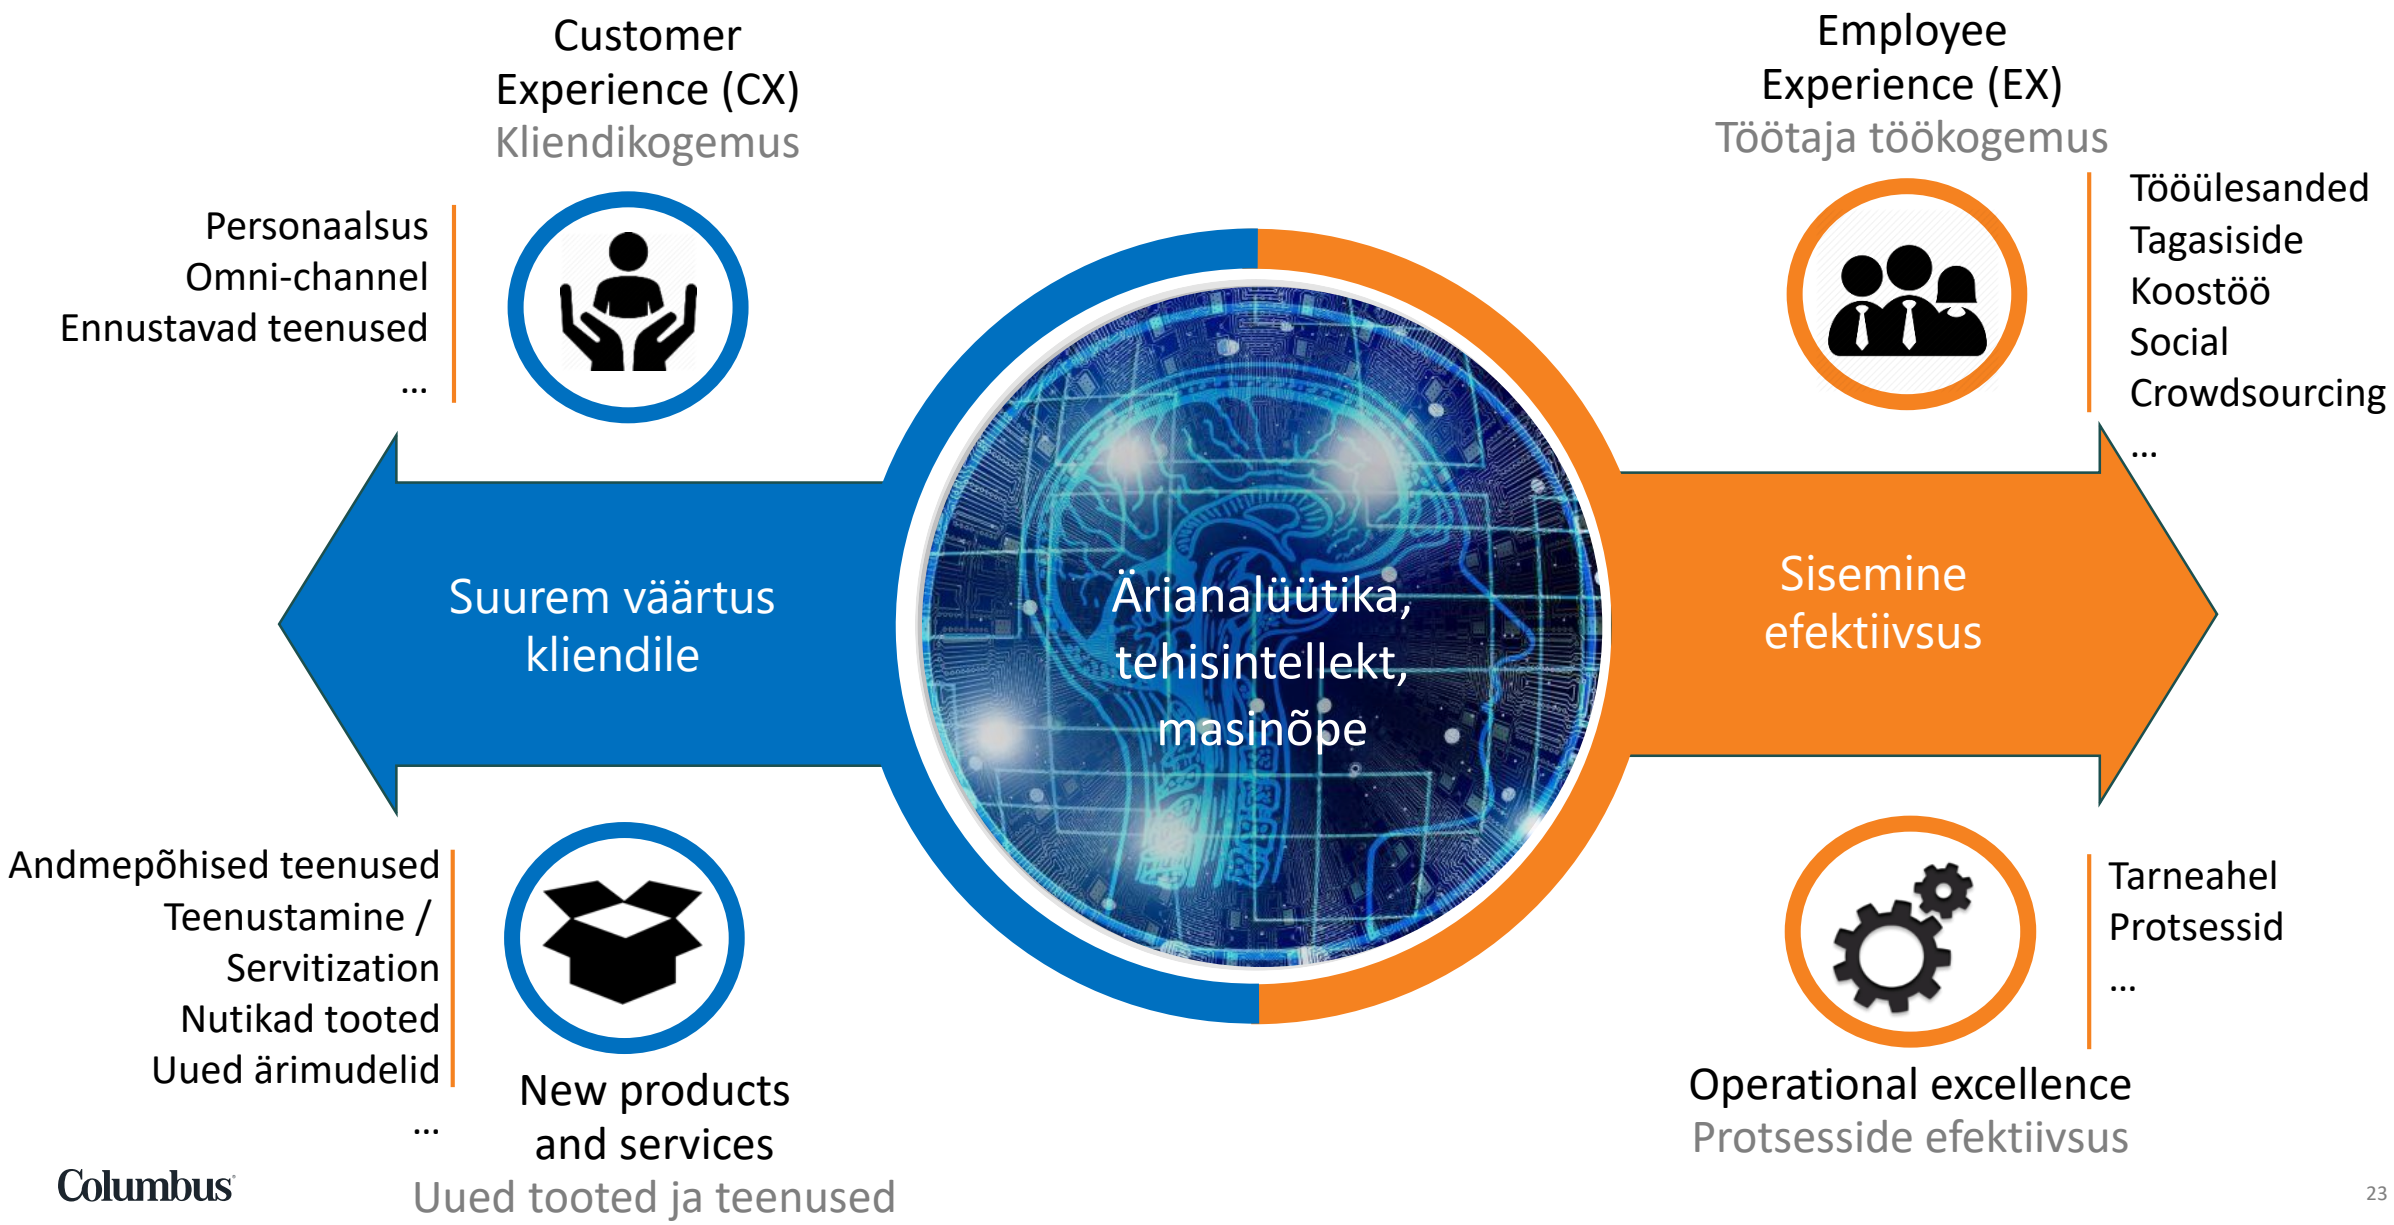 Customer
Experience (CX)
Kliendikogemus
Personaalsus
Omni-channel
Ennustavad teenused
...
Employee
Experience (EX)
Töötaja töökogemus
Tööülesanded
Tagasiside
Koostöö
Social
Crowdsourcing
...
Suurem väärtus
kliendile
Ärianalüütika,
tehisintellekt,
masinõpe
Sisemine
efektiivsus
Andmepõhised teenused
Teenustamine /
Servitization
Nutikad tooted
Uued ärimudelid
...
New products
and services
Uued tooted ja teenused
Tarneahel
Protsessid
...
Operational excellence
Protsesside efektiivsus
Columbus
23